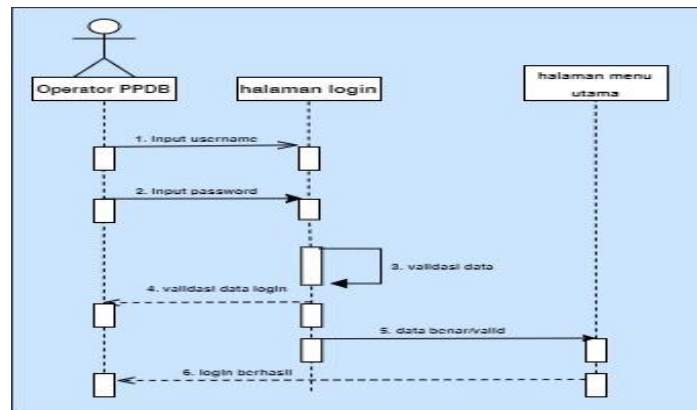 Operator PPDB
halaman login
halaman menu
utama
1. Input username
2. Input password
3. validasi data
4. validasi data login
5. data benar/valid
6. login berhasil